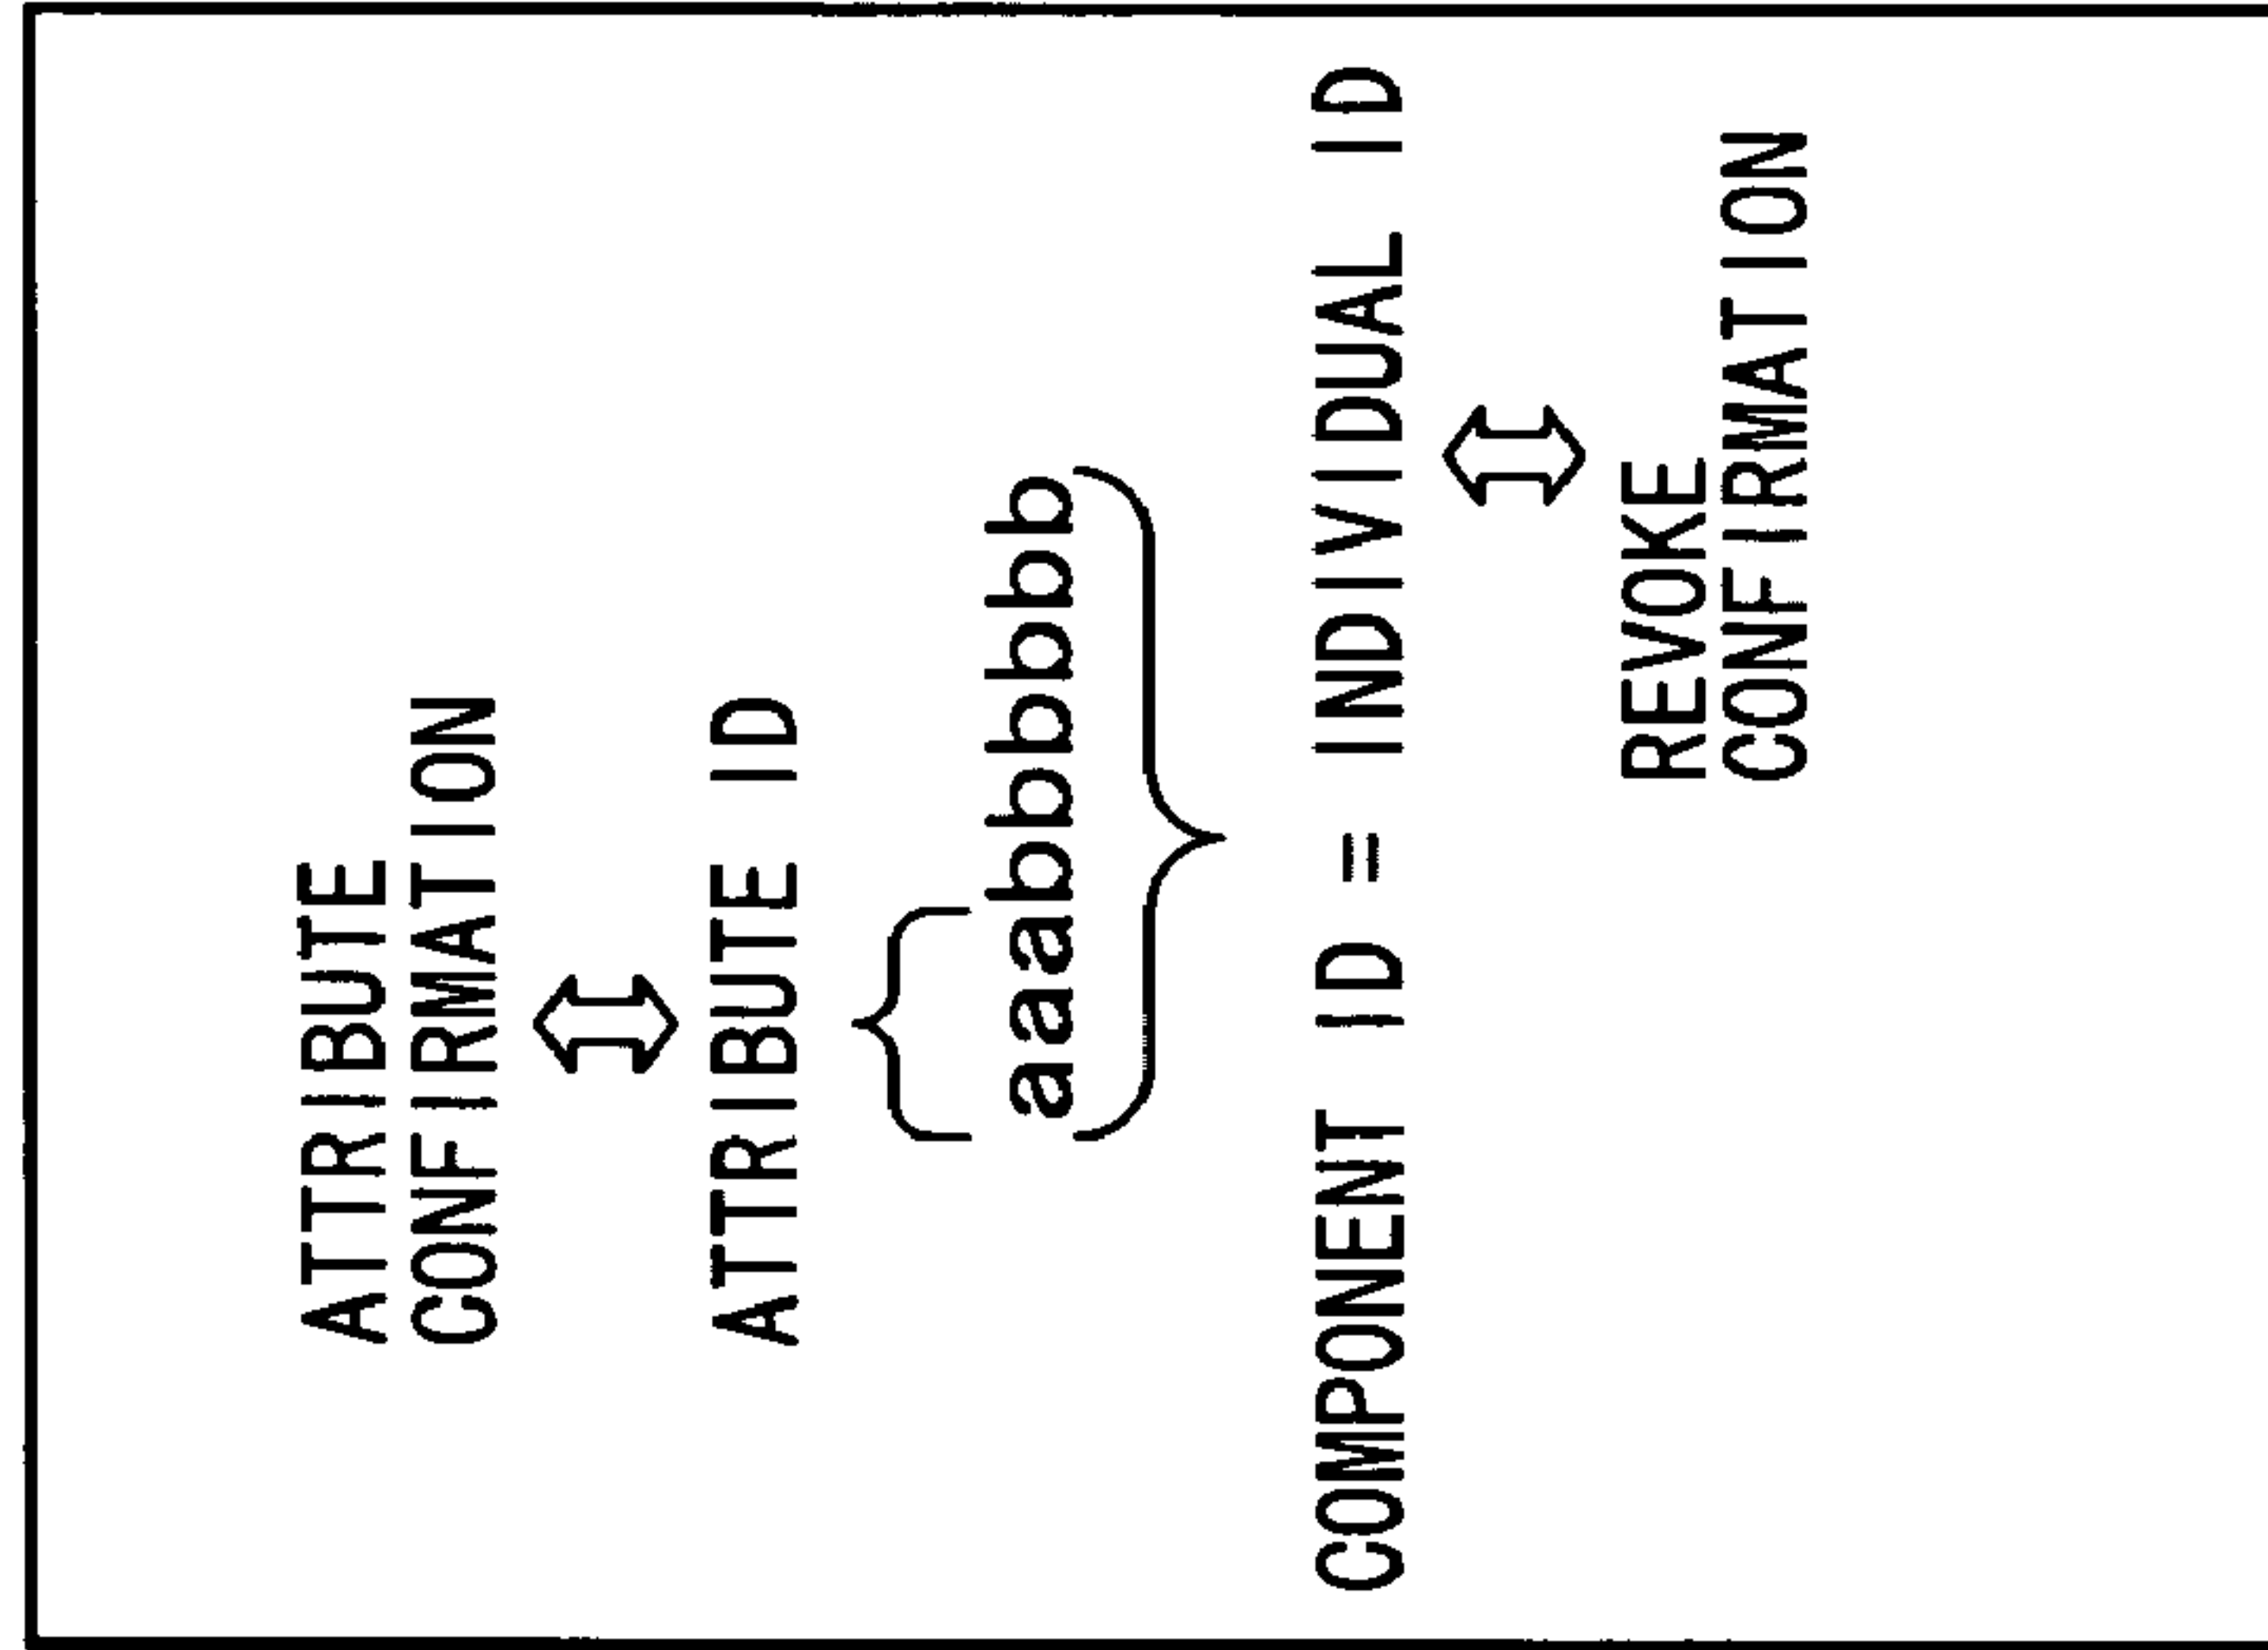 ATTRIBUTE
CONFIRMATION
ATTRIBUTE ID
aaabbbbbb
COMPONENT ID = INDIVIDUAL ID
REVOKE
CONFIRMATION